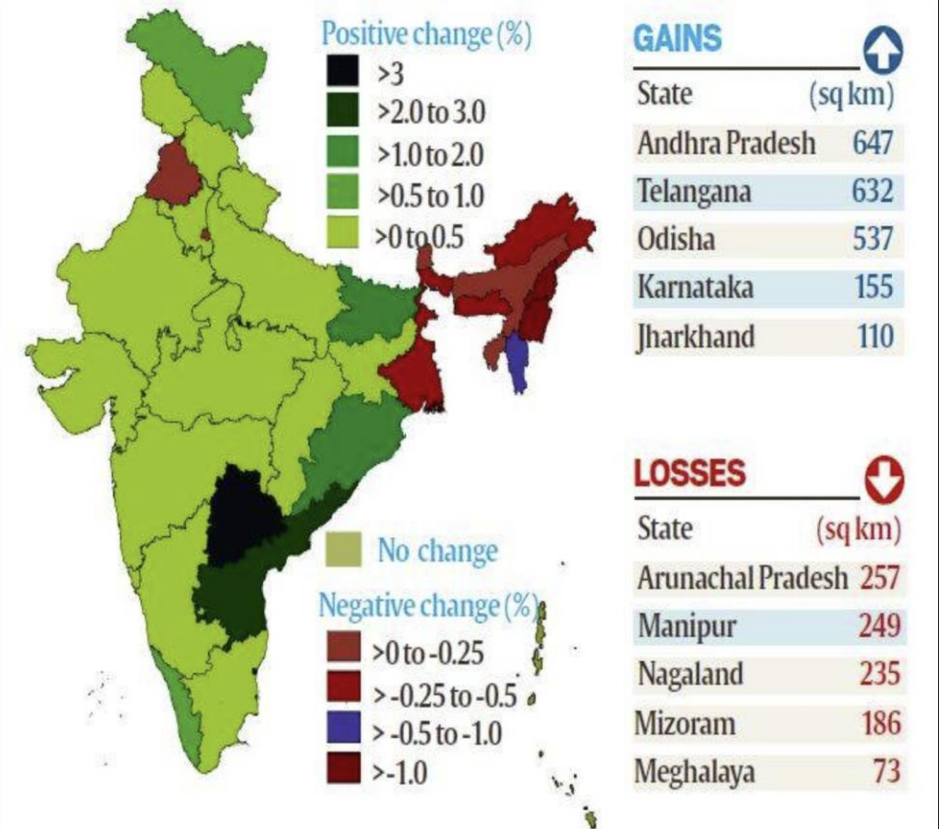 Positive change (%)
>3
>2.0 to 3.0
>1.0 to 2.0
>0.5 to 1.0
>0 to 0.5
No change
Negative change (%)
>0 to -0.25
> -0.25 to -0.5
> -0.5 to -1.0
>-1.0
GAINS
State (sq km)
Andhra Pradesh 647
Telangana 632
Odisha 537
Karnataka 155
Jharkhand 110
LOSSES
State (sq km)
Arunachal Pradesh 257
Manipur 249
Nagaland 235
Mizoram 186
Meghalaya 73